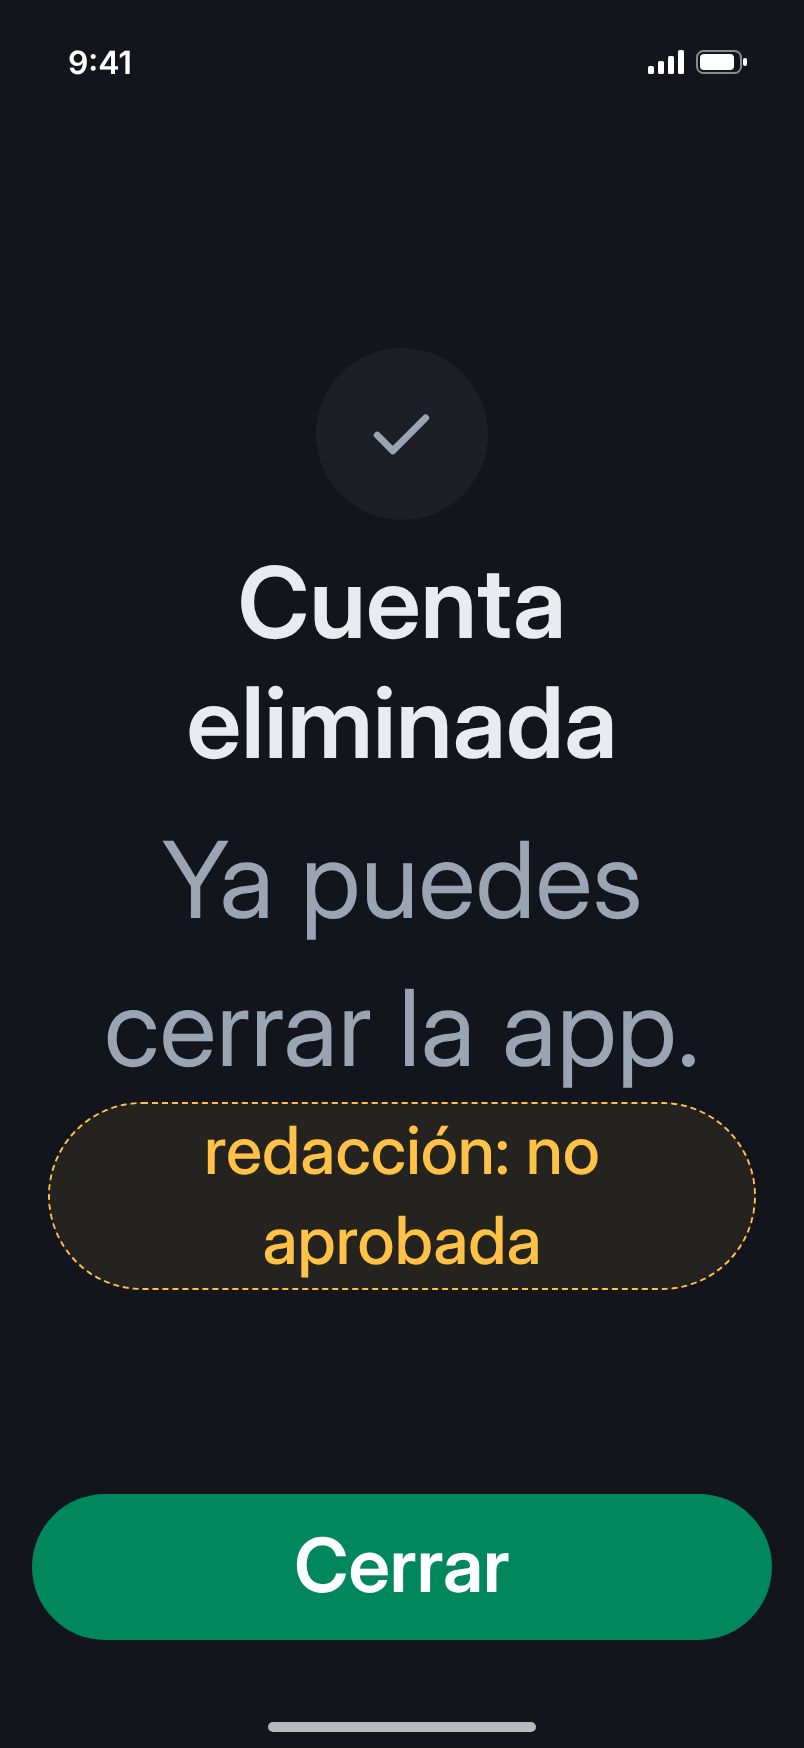 9:41
Cuenta
eliminada
Ya puedes
cerrar la app.
redacción: no
aprobada
Cerrar